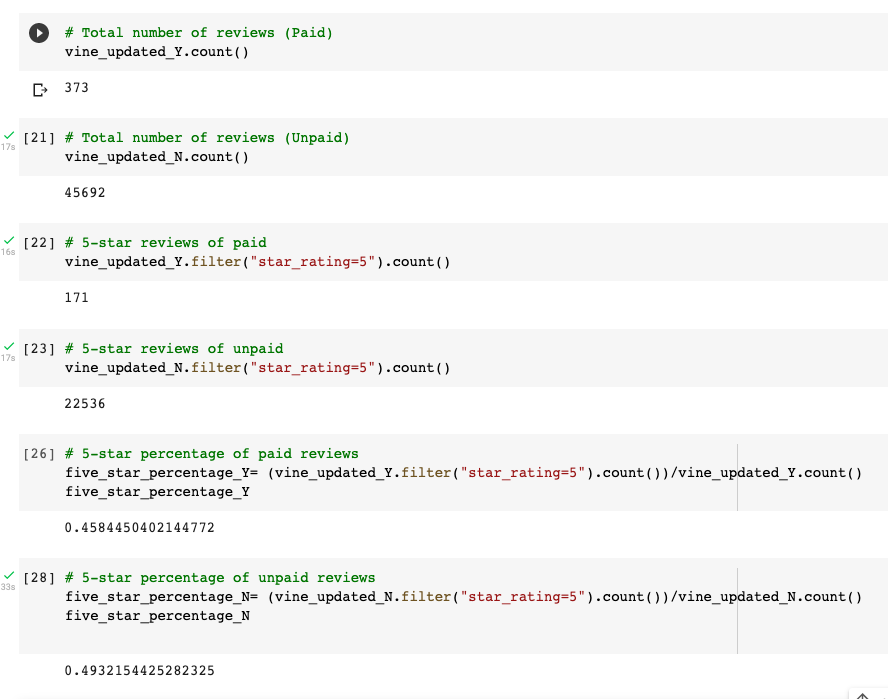 # Total number of reviews (Paid)
vine_updated_Y.count()
373
17s
[21] # Total number of reviews (Unpaid)
vine_updated_N.count()
45692
16s
[22] # 5-star reviews of paid
vine_updated_Y.filter("star_rating=5").count()
171
17s
[23] # 5-star reviews of unpaid
vine_updated_N.filter("star_rating=5").count()
22536
[26] # 5-star percentage of paid reviews
five_star_percentage_Y= (vine_updated_Y.filter("star_rating=5").count())/vine_updated_Y.count()
five_star_percentage_Y
0.4584450402144772
33s
[28] # 5-star percentage of unpaid reviews
five_star_percentage_N= (vine_updated_N.filter("star_rating=5").count())/vine_updated_N.count()
five_star_percentage_N
0.4932154425282325